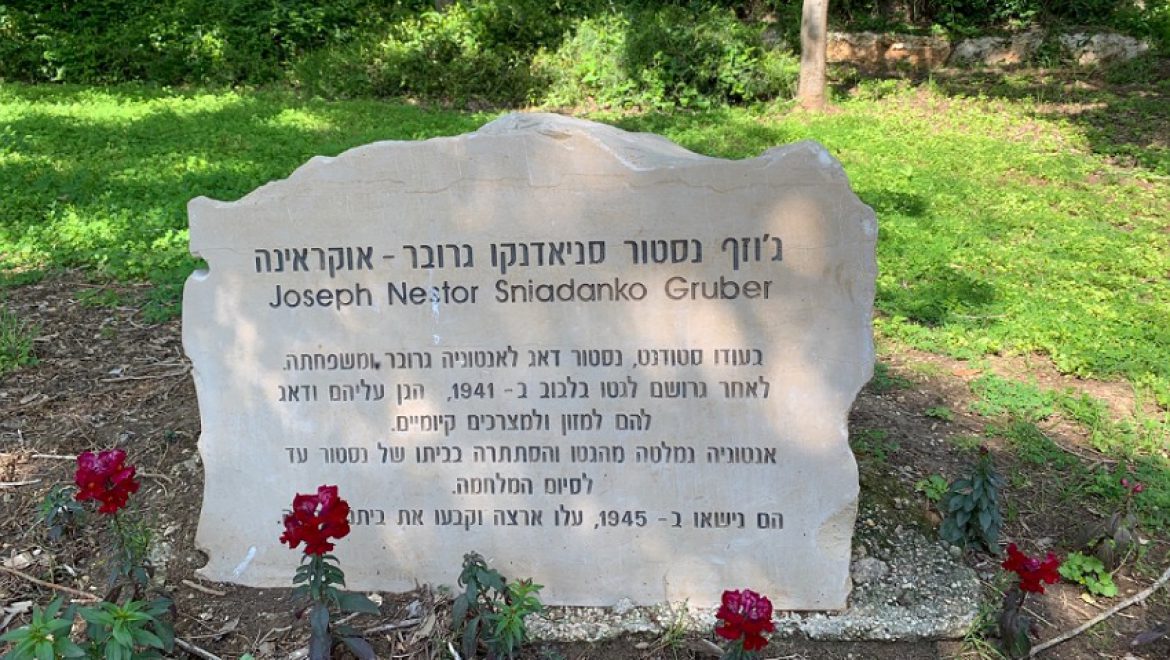 ג'וזף נסטור סניאדנקו גרובר - אוקראינה
Joseph Nestor Sniadanko Gruber
בעודו סטודנט, נסטור דאג לאנטוניה גרובר ומשפחתה.
לאחר גרושם לגטו בלבוב ב- 1941, הגן עליהם ודאג
להם למזון ולמצרכים קיומיים.
אנטוניה נמלטה מהגטו והסתתרה בביתו של נסטור עד
לסיום המלחמה.
הם נישאו ב- 1945, עלו ארצה וקבעו את